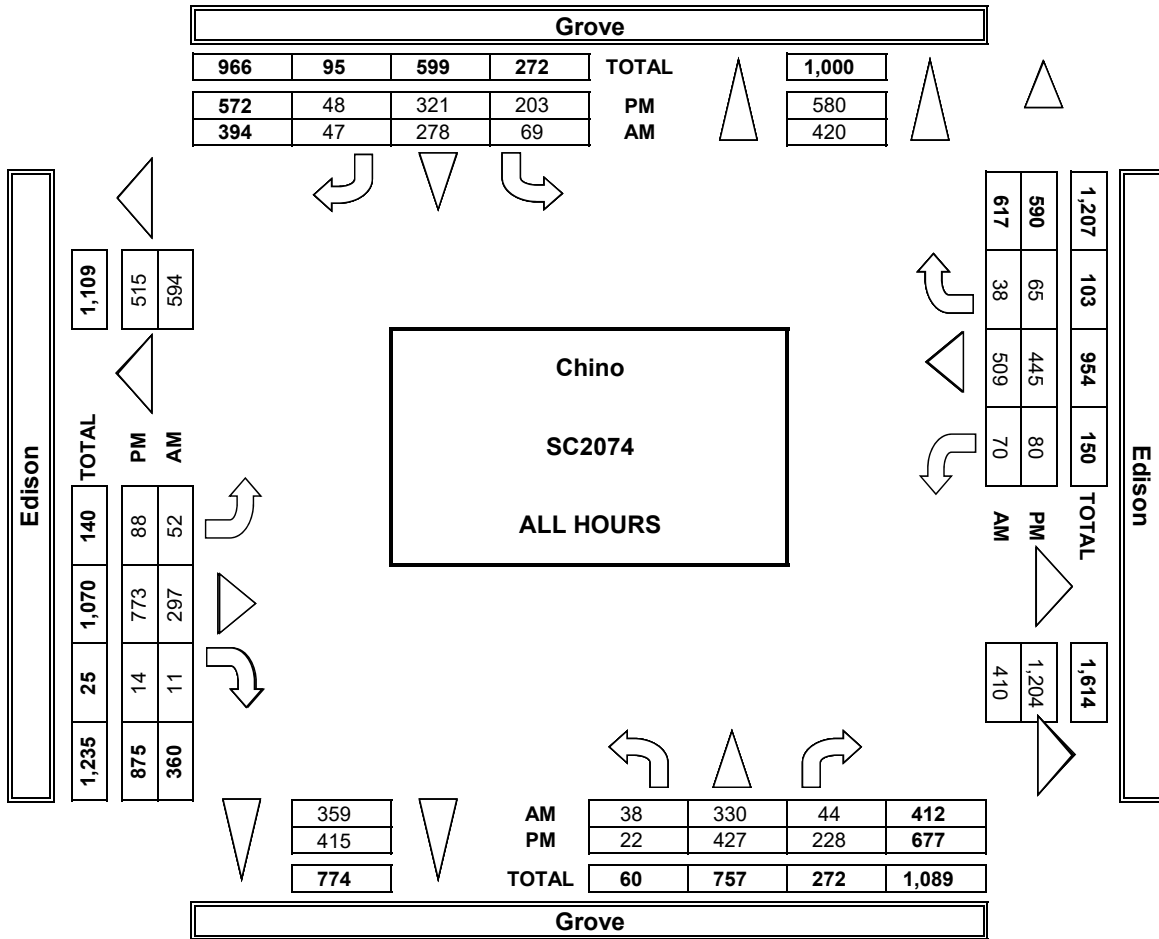 Grove
966 95 599 272 TOTAL 1,000
572 48 321 203 PM 580
394 47 278 69 AM 420
Edison
1,109
515
594
TOTAL 140 1,070 25 1,235
PM 88 773 14 875
AM 52 297 11 360
Chino
SC2074
ALL HOURS
1,207 103 954 150 TOTAL
590 65 445 80 PM
617 38 509 70 AM
1,614
1,204
410
Edison
359 AM 38 330 44 412
415 PM 22 427 228 677
774 TOTAL 60 757 272 1,089
Grove